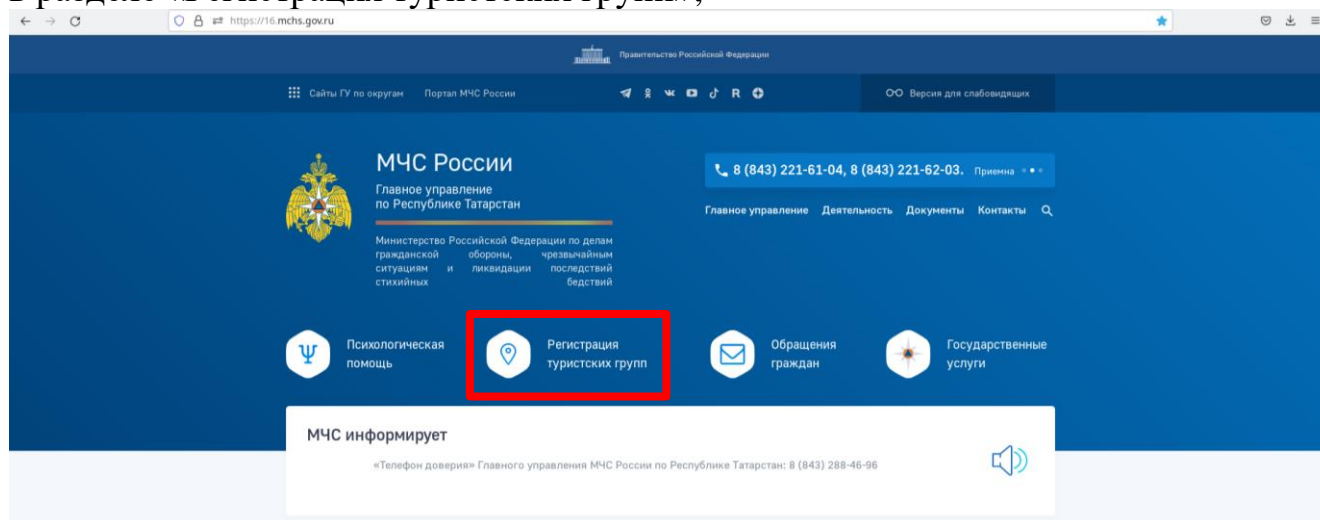 В разделе «Регистрация туристских групп»;
https://16.mchs.gov.ru
Правительство Российской Федерации
Сайты ГУ по округам Портал МЧС России Версия для слабовидящих
МЧС России
Главное управление
по Республике Татарстан
Министерство Российской Федерации по делам
гражданской обороны, чрезвычайным
ситуациям и ликвидации последствий
стихийных бедствий
8 (843) 221-61-04, 8 (843) 221-62-03. Приемна
Главное управление Деятельность Документы Контакты
Психологическая
помощь
Регистрация
туристских групп
Обращения
граждан
Государственные
услуги
МЧС информирует
«Телефон доверия» Главного управления МЧС России по Республике Татарстан: 8 (843) 288-46-96